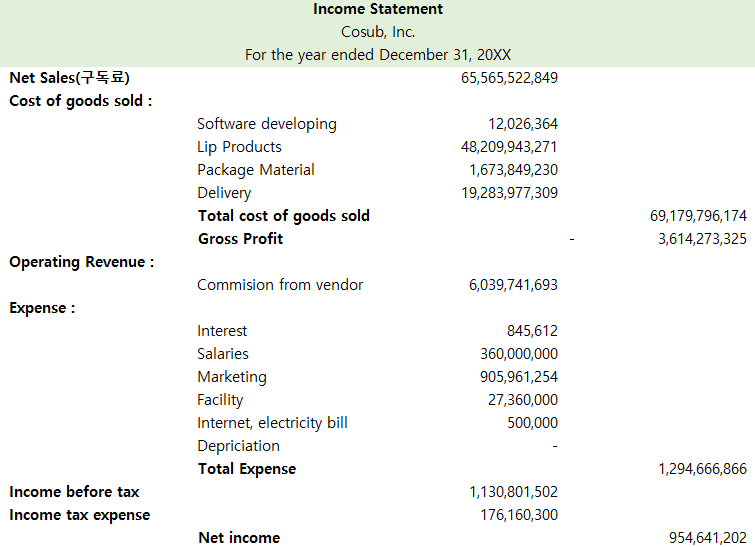 Income Statement
Cosub, Inc.
For the year ended December 31, 20XX
Net Sales(구독료) 65,565,522,849
Cost of goods sold :
Software developing 12,026,364
Lip Products 48,209,943,271
Package Material 1,673,849,230
Delivery 19,283,977,309
Total cost of goods sold 69,179,796,174
Gross Profit - 3,614,273,325
Operating Revenue :
Commision from vendor 6,039,741,693
Expense :
Interest 845,612
Salaries 360,000,000
Marketing 905,961,254
Facility 27,360,000
Internet, electricity bill 500,000
Depriciation -
Total Expense 1,294,666,866
Income before tax 1,130,801,502
Income tax expense 176,160,300
Net income 954,641,202